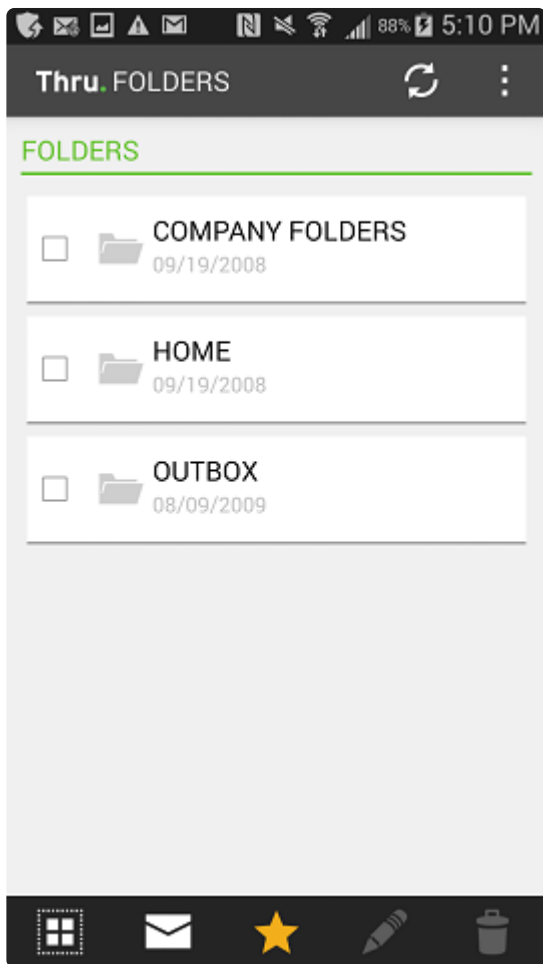 88% 5:10 PM
Thru. FOLDERS
FOLDERS
COMPANY FOLDERS
09/19/2008
HOME
09/19/2008
OUTBOX
08/09/2009